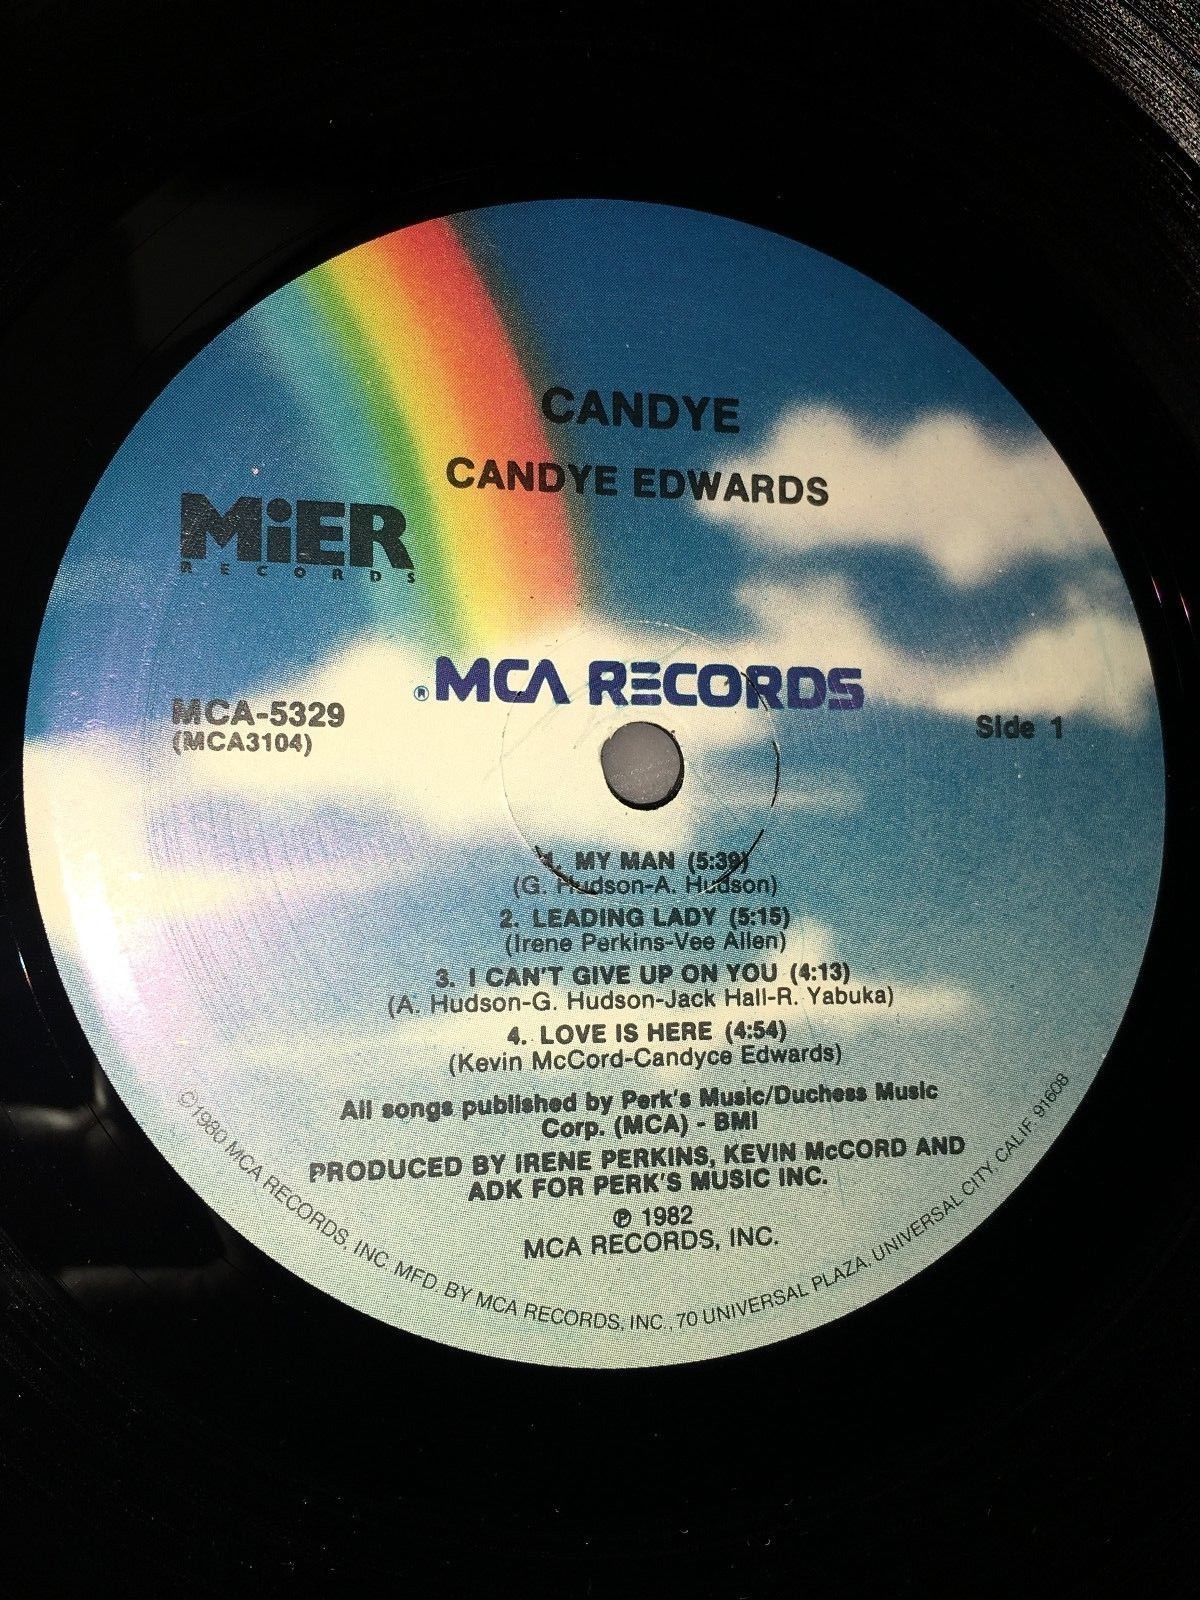 CANDYE
CANDYE EDWARDS
MiER
RECORDS
® MCA RECORDS
MCA-5329
(MCA3104)
Side 1
1. MY MAN (5:39)
(G. Hudson-A. Hudson)
2. LEADING LADY (5:15)
(Irene Perkins-Vee Allen)
3. I CAN'T GIVE UP ON YOU (4:13)
(A. Hudson-G. Hudson-Jack Hall-R. Yabuka)
4. LOVE IS HERE (4:54)
(Kevin McCord-Candyce Edwards)
All songs published by Perk's Music/Duchess Music
Corp. (MCA) - BMI
PRODUCED BY IRENE PERKINS, KEVIN McCORD AND
ADK FOR PERK'S MUSIC INC.
℗ 1982
MCA RECORDS, INC.
©1980 MCA RECORDS, INC. MFD. BY MCA RECORDS, INC., 70 UNIVERSAL PLAZA, UNIVERSAL CITY, CALIF. 91608